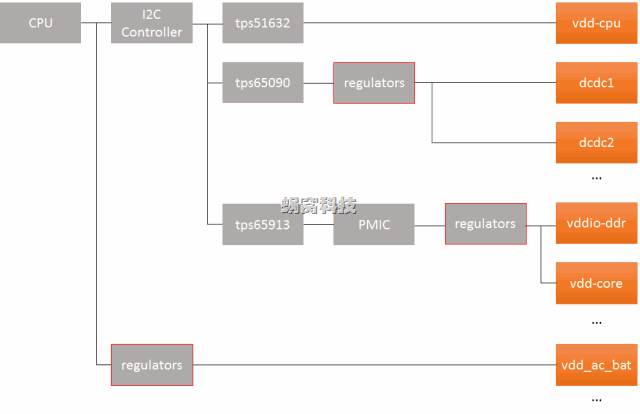 CPU
I2C
Controller
tps51632
vdd-cpu
tps65090
regulators
dcdc1
dcdc2
...
蜗窝科技
tps65913
PMIC
regulators
vddio-ddr
vdd-core
...
regulators
vdd_ac_bat
...